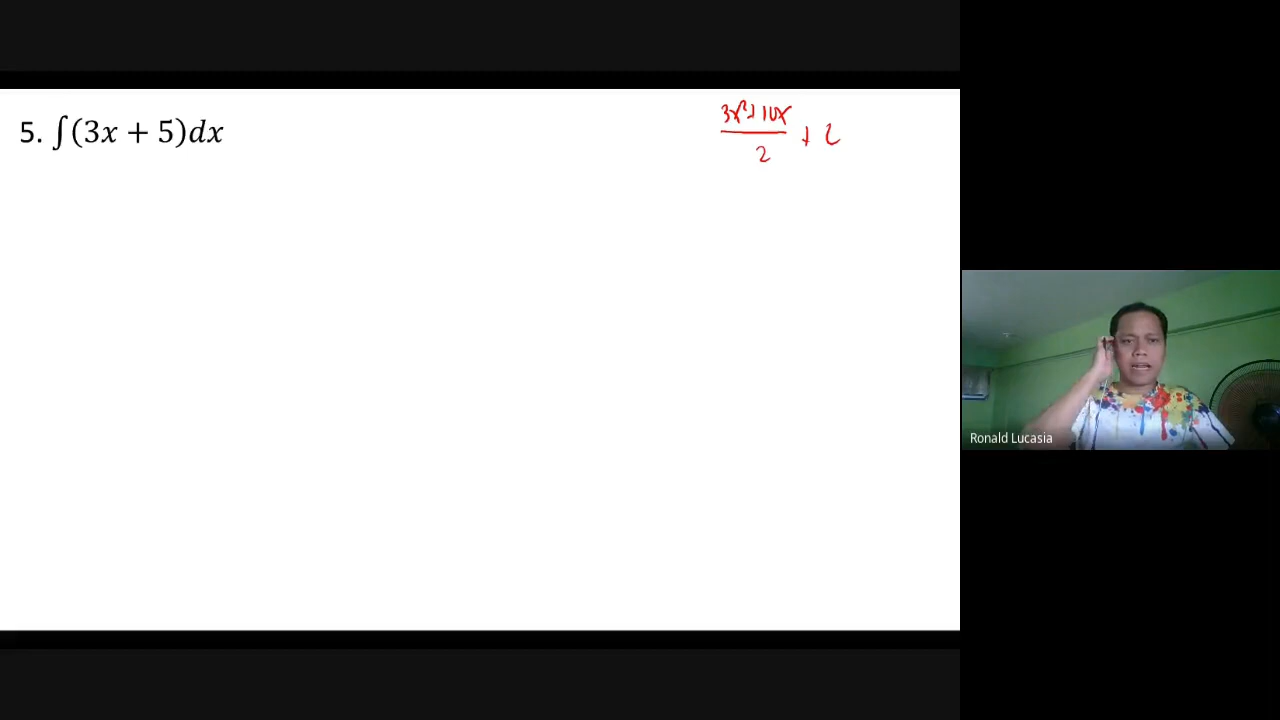 5. ∫(3x + 5)dx
3x² + 10x
2
+ C
Ronald Lucasia